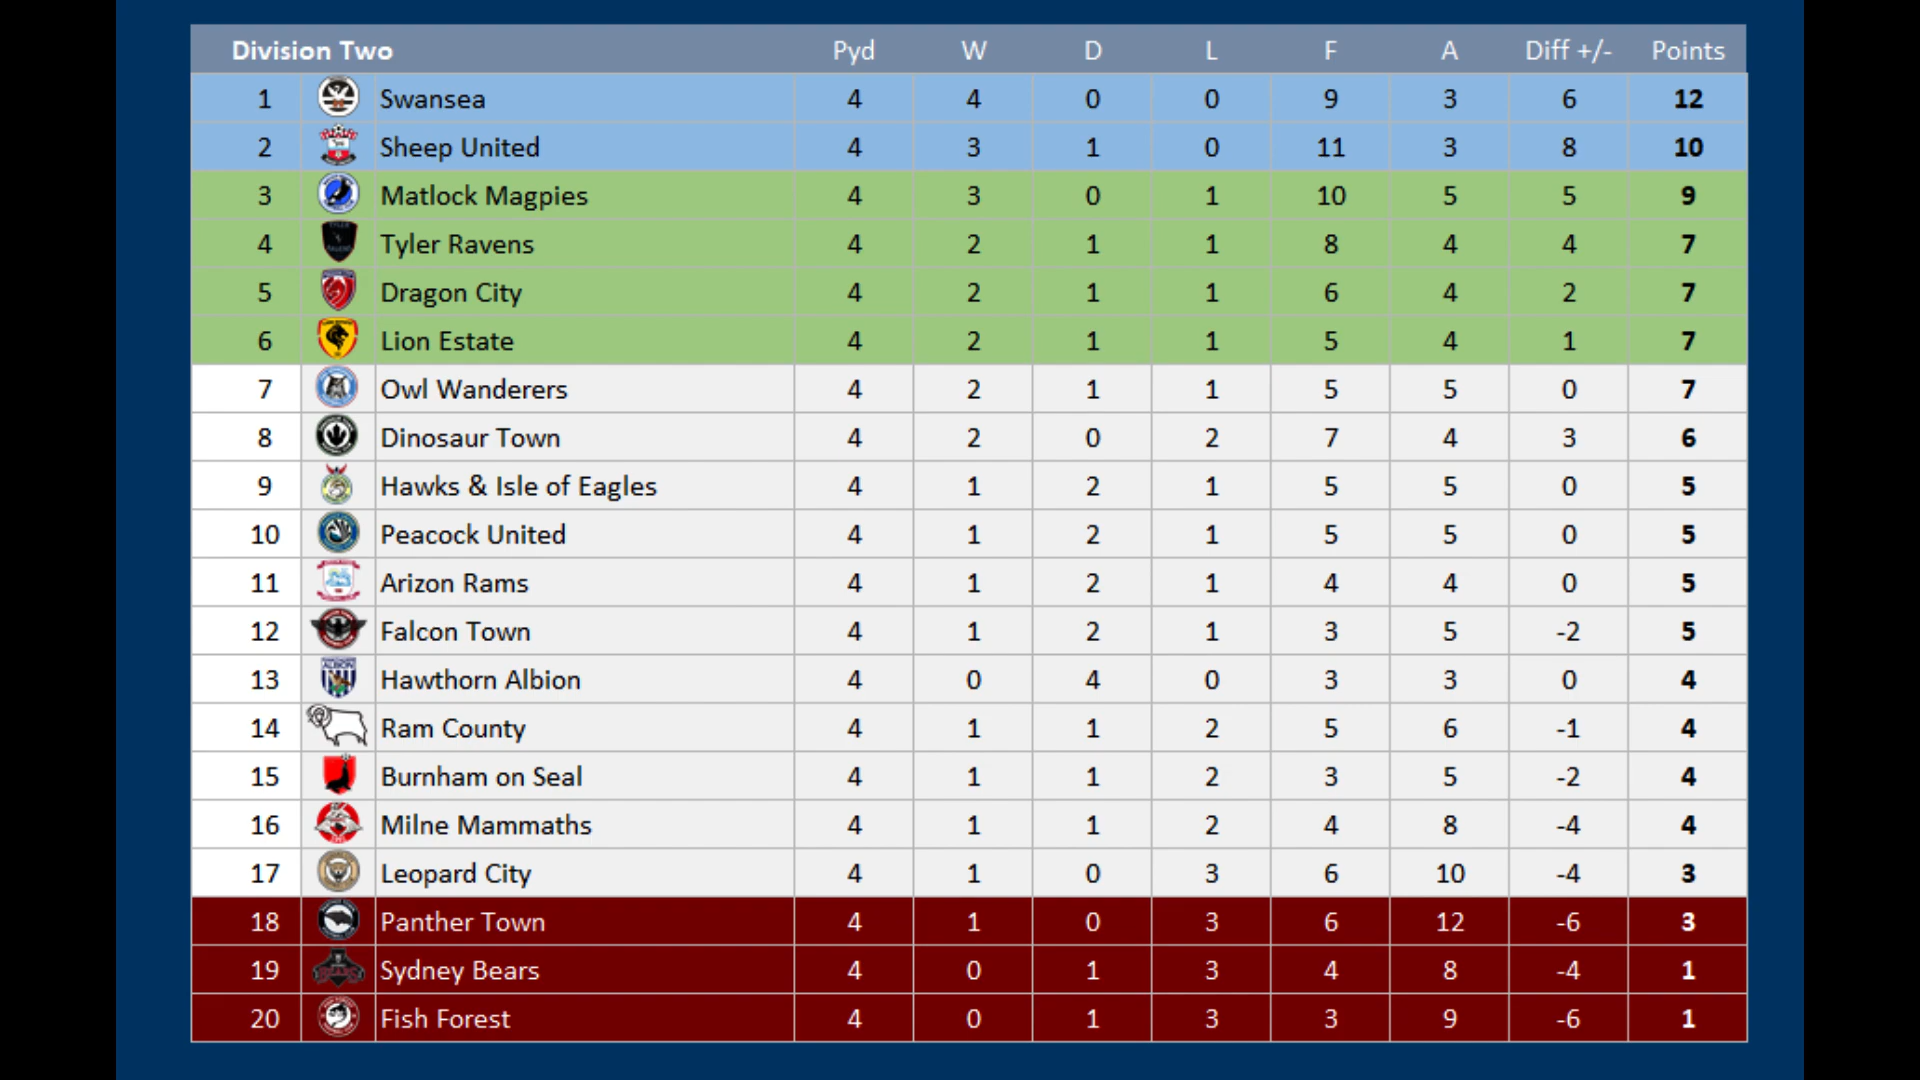 Division Two Pyd W D L F A Diff +/- Points
1 Swansea 4 4 0 0 9 3 6 12
2 Sheep United 4 3 1 0 11 3 8 10
3 Matlock Magpies 4 3 0 1 10 5 5 9
4 Tyler Ravens 4 2 1 1 8 4 4 7
5 Dragon City 4 2 1 1 6 4 2 7
6 Lion Estate 4 2 1 1 5 4 1 7
7 Owl Wanderers 4 2 1 1 5 5 0 7
8 Dinosaur Town 4 2 0 2 7 4 3 6
9 Hawks & Isle of Eagles 4 1 2 1 5 5 0 5
10 Peacock United 4 1 2 1 5 5 0 5
11 Arizon Rams 4 1 2 1 4 4 0 5
12 Falcon Town 4 1 2 1 3 5 -2 5
13 Hawthorn Albion 4 0 4 0 3 3 0 4
14 Ram County 4 1 1 2 5 6 -1 4
15 Burnham on Seal 4 1 1 2 3 5 -2 4
16 Milne Mammaths 4 1 1 2 4 8 -4 4
17 Leopard City 4 1 0 3 6 10 -4 3
18 Panther Town 4 1 0 3 6 12 -6 3
19 Sydney Bears 4 0 1 3 4 8 -4 1
20 Fish Forest 4 0 1 3 3 9 -6 1